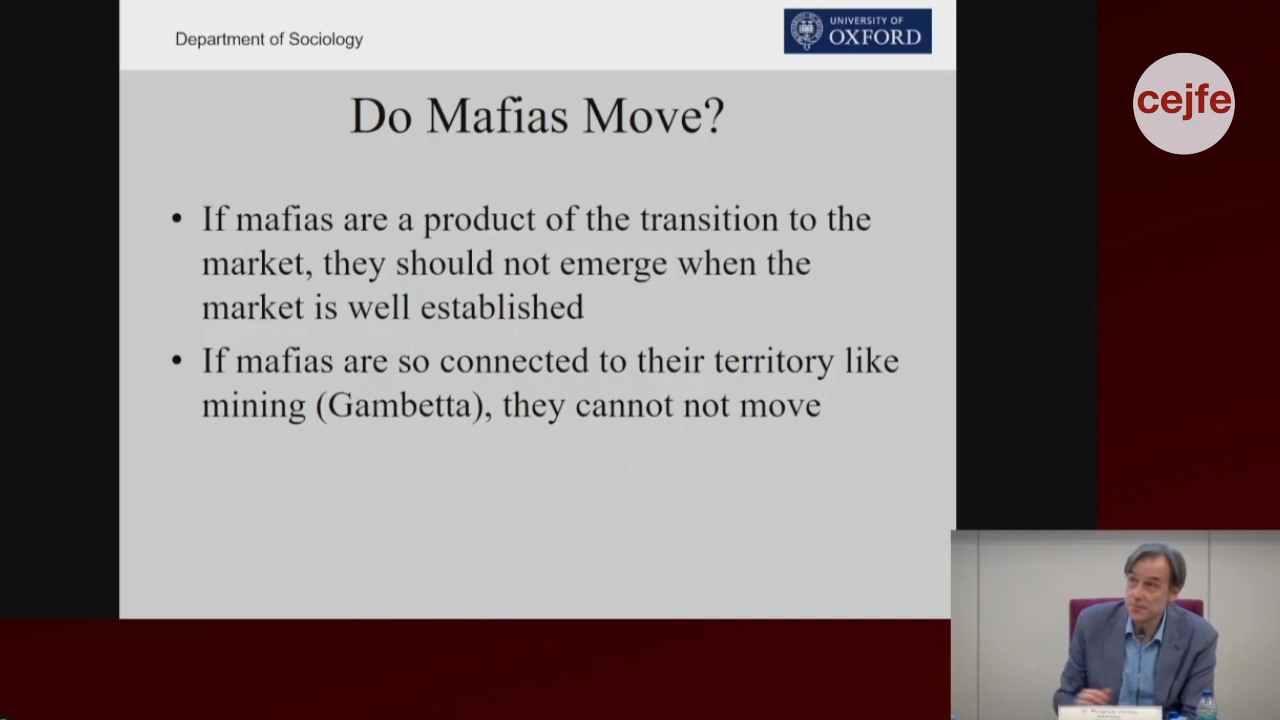 Department of Sociology
UNIVERSITY OF
OXFORD
cejfe
Do Mafias Move?
• If mafias are a product of the transition to the
market, they should not emerge when the
market is well established
• If mafias are so connected to their territory like
mining (Gambetta), they cannot not move